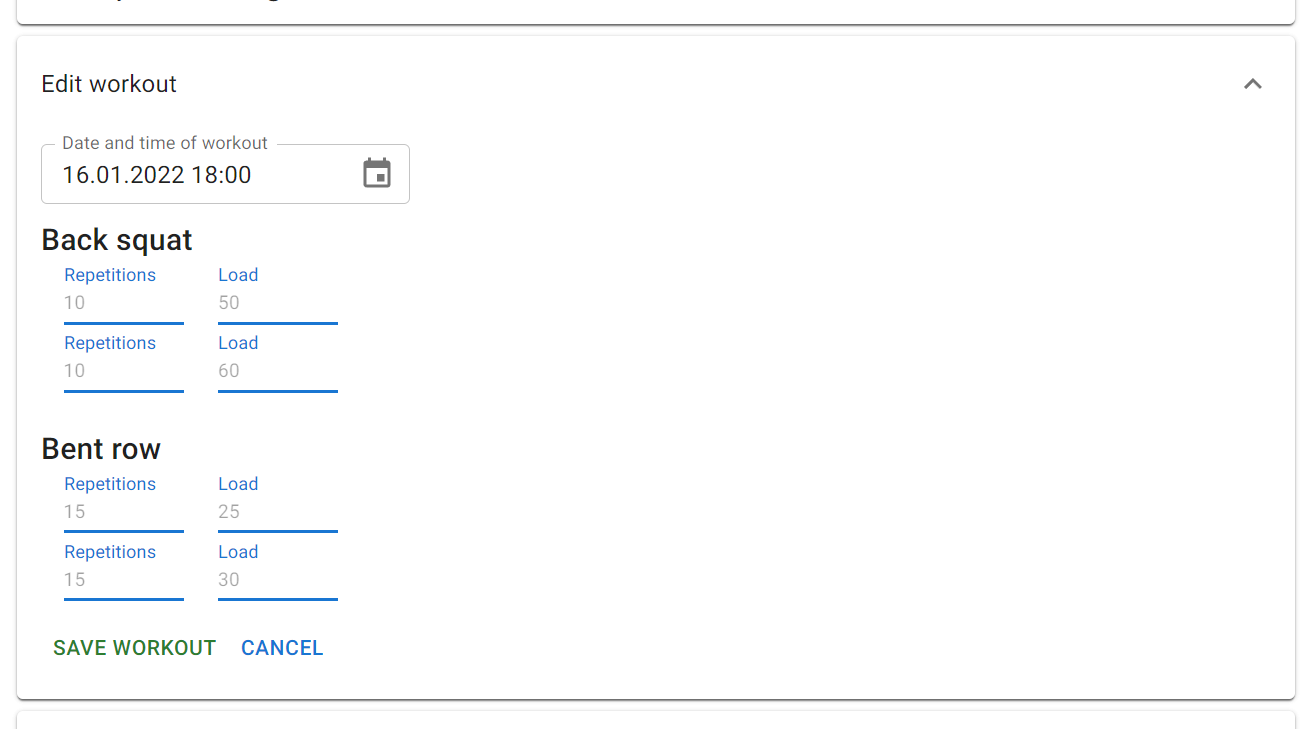 Edit workout
Date and time of workout
16.01.2022 18:00
Back squat
Repetitions Load
10 50
Repetitions Load
10 60
Bent row
Repetitions Load
15 25
Repetitions Load
15 30
SAVE WORKOUT CANCEL